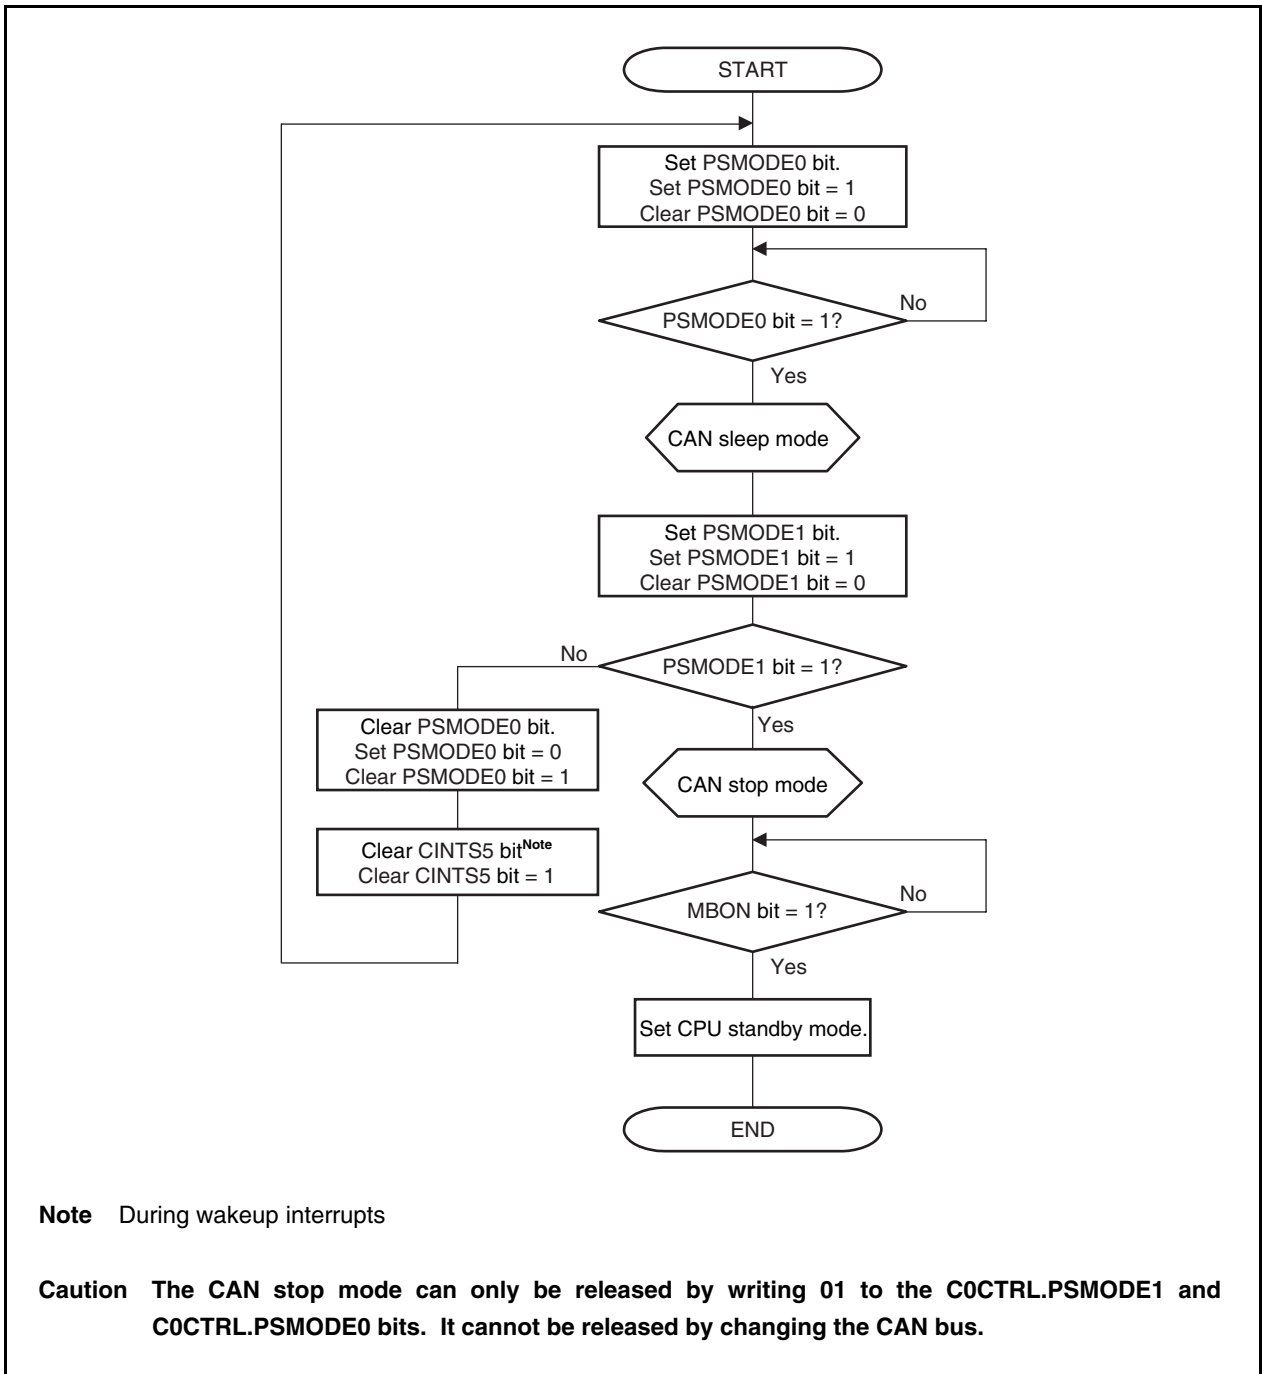 START
Set PSMODE0 bit.
Set PSMODE0 bit = 1
Clear PSMODE0 bit = 0
PSMODE0 bit = 1?
No
Yes
CAN sleep mode
Set PSMODE1 bit.
Set PSMODE1 bit = 1
Clear PSMODE1 bit = 0
PSMODE1 bit = 1?
No
Yes
Clear PSMODE0 bit.
Set PSMODE0 bit = 0
Clear PSMODE0 bit = 1
Clear CINTS5 bitNote
Clear CINTS5 bit = 1
CAN stop mode
MBON bit = 1?
No
Yes
Set CPU standby mode.
END
Note During wakeup interrupts
Caution The CAN stop mode can only be released by writing 01 to the C0CTRL.PSMODE1 and
C0CTRL.PSMODE0 bits. It cannot be released by changing the CAN bus.